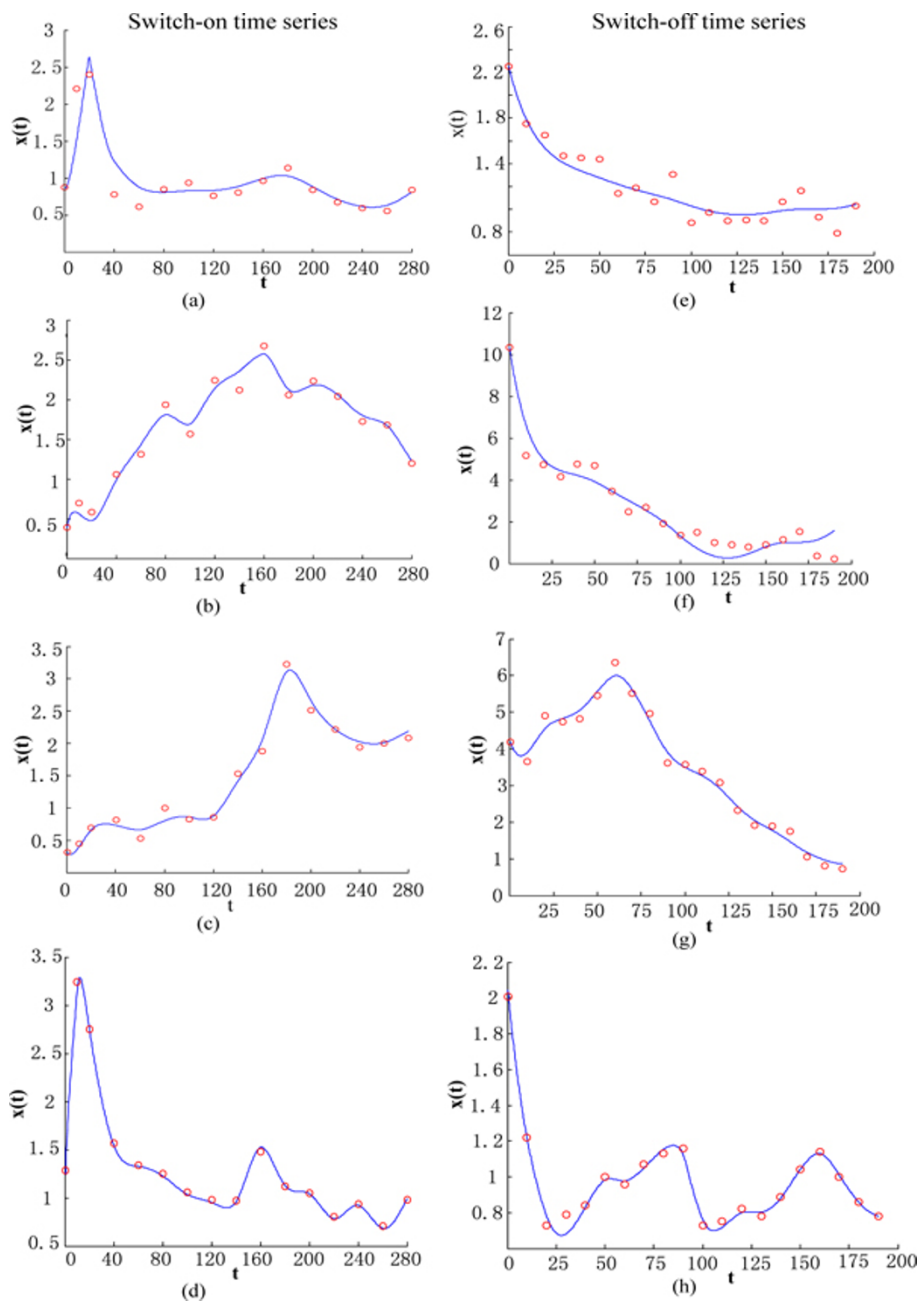 Switch-on time series
Switch-off time series
3
2.5
2
1.5
1
0.5
x(t)
0 40 80 120 160 200 240 280
t
(a)
2.6
2.2
1.8
1.4
0.8
x(t)
0 25 50 75 100 125 150 175 200
t
(e)
3
2.5
2
1.5
1
0.5
x(t)
0 40 80 120 160 200 240 280
t
(b)
12
10
8
6
4
2
0
x(t)
25 50 75 100 125 150 175 200
t
(f)
3.5
3
2.5
2
1.5
1
0.5
x(t)
0 40 80 120 160 200 240 280
t
(c)
7
6
5
4
3
2
1
0
x(t)
25 50 75 100 125 150 175 200
t
(g)
3.5
3
2.5
2
1.5
1
0.5
x(t)
0 40 80 120 160 200 240 280
t
(d)
2.2
2
1.8
1.6
1.4
1.2
1
0.8
x(t)
0 25 50 75 100 125 150 175 200
t
(h)